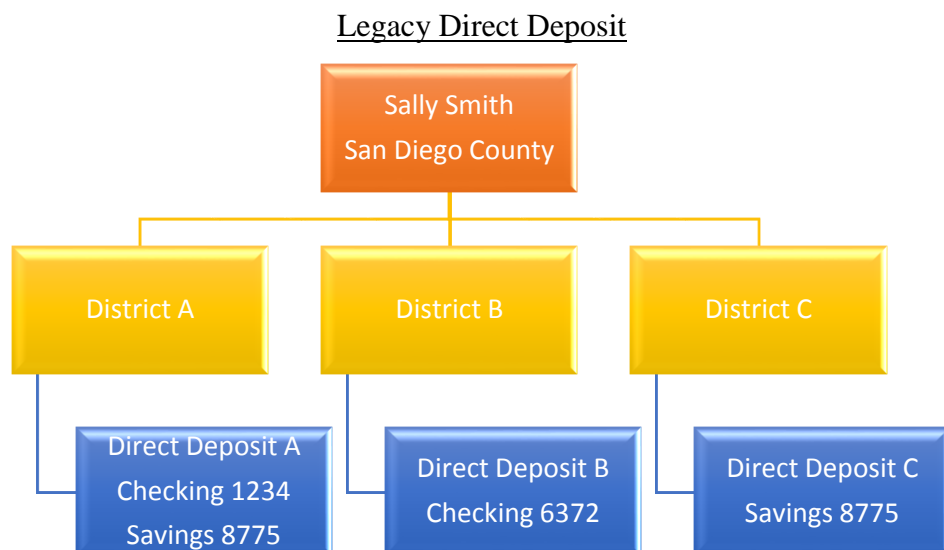 Legacy Direct Deposit
Sally Smith
San Diego County
District A
District B
District C
Direct Deposit A
Checking 1234
Savings 8775
Direct Deposit B
Checking 6372
Direct Deposit C
Savings 8775